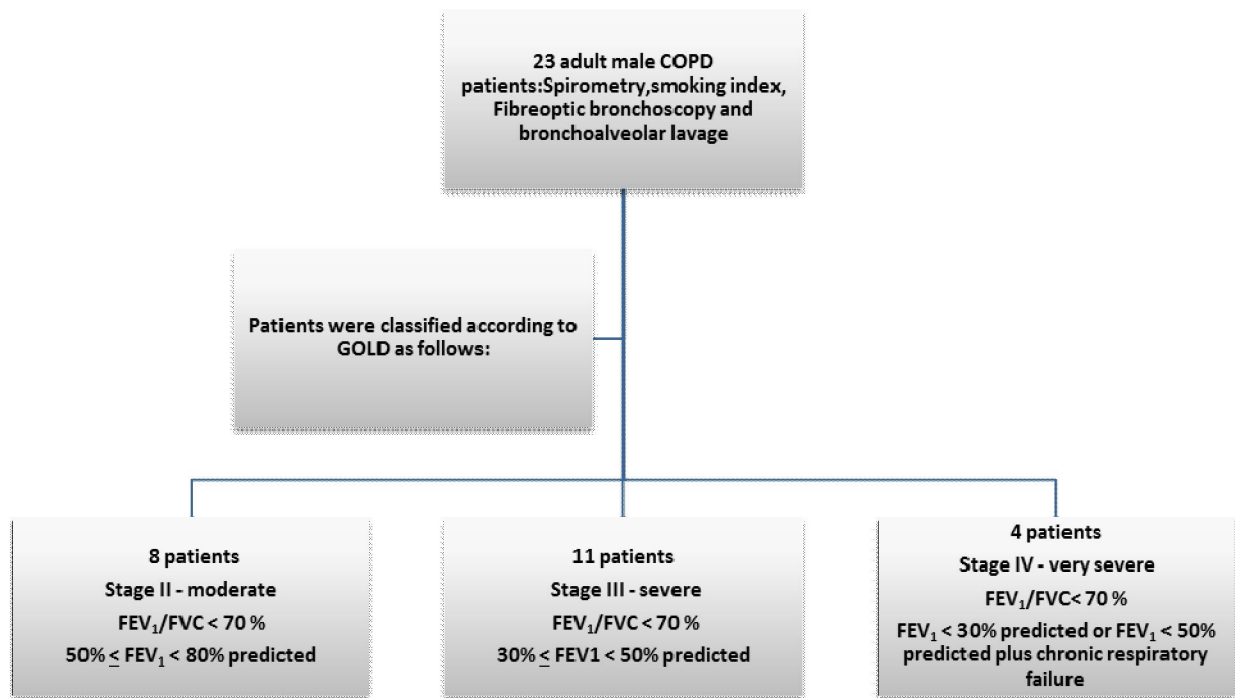 23 adult male COPD
patients:Spirometry,smoking index,
Fibreoptic bronchoscopy and
bronchoalveolar lavage
Patients were classified according to
GOLD as follows:
8 patients
Stage II - moderate
FEV₁/FVC < 70 %
50% ≤ FEV₁ < 80% predicted
11 patients
Stage III - severe
FEV₁/FVC < 70 %
30% ≤ FEV1 < 50% predicted
4 patients
Stage IV - very severe
FEV₁/FVC< 70 %
FEV₁ < 30% predicted or FEV₁ < 50%
predicted plus chronic respiratory
failure